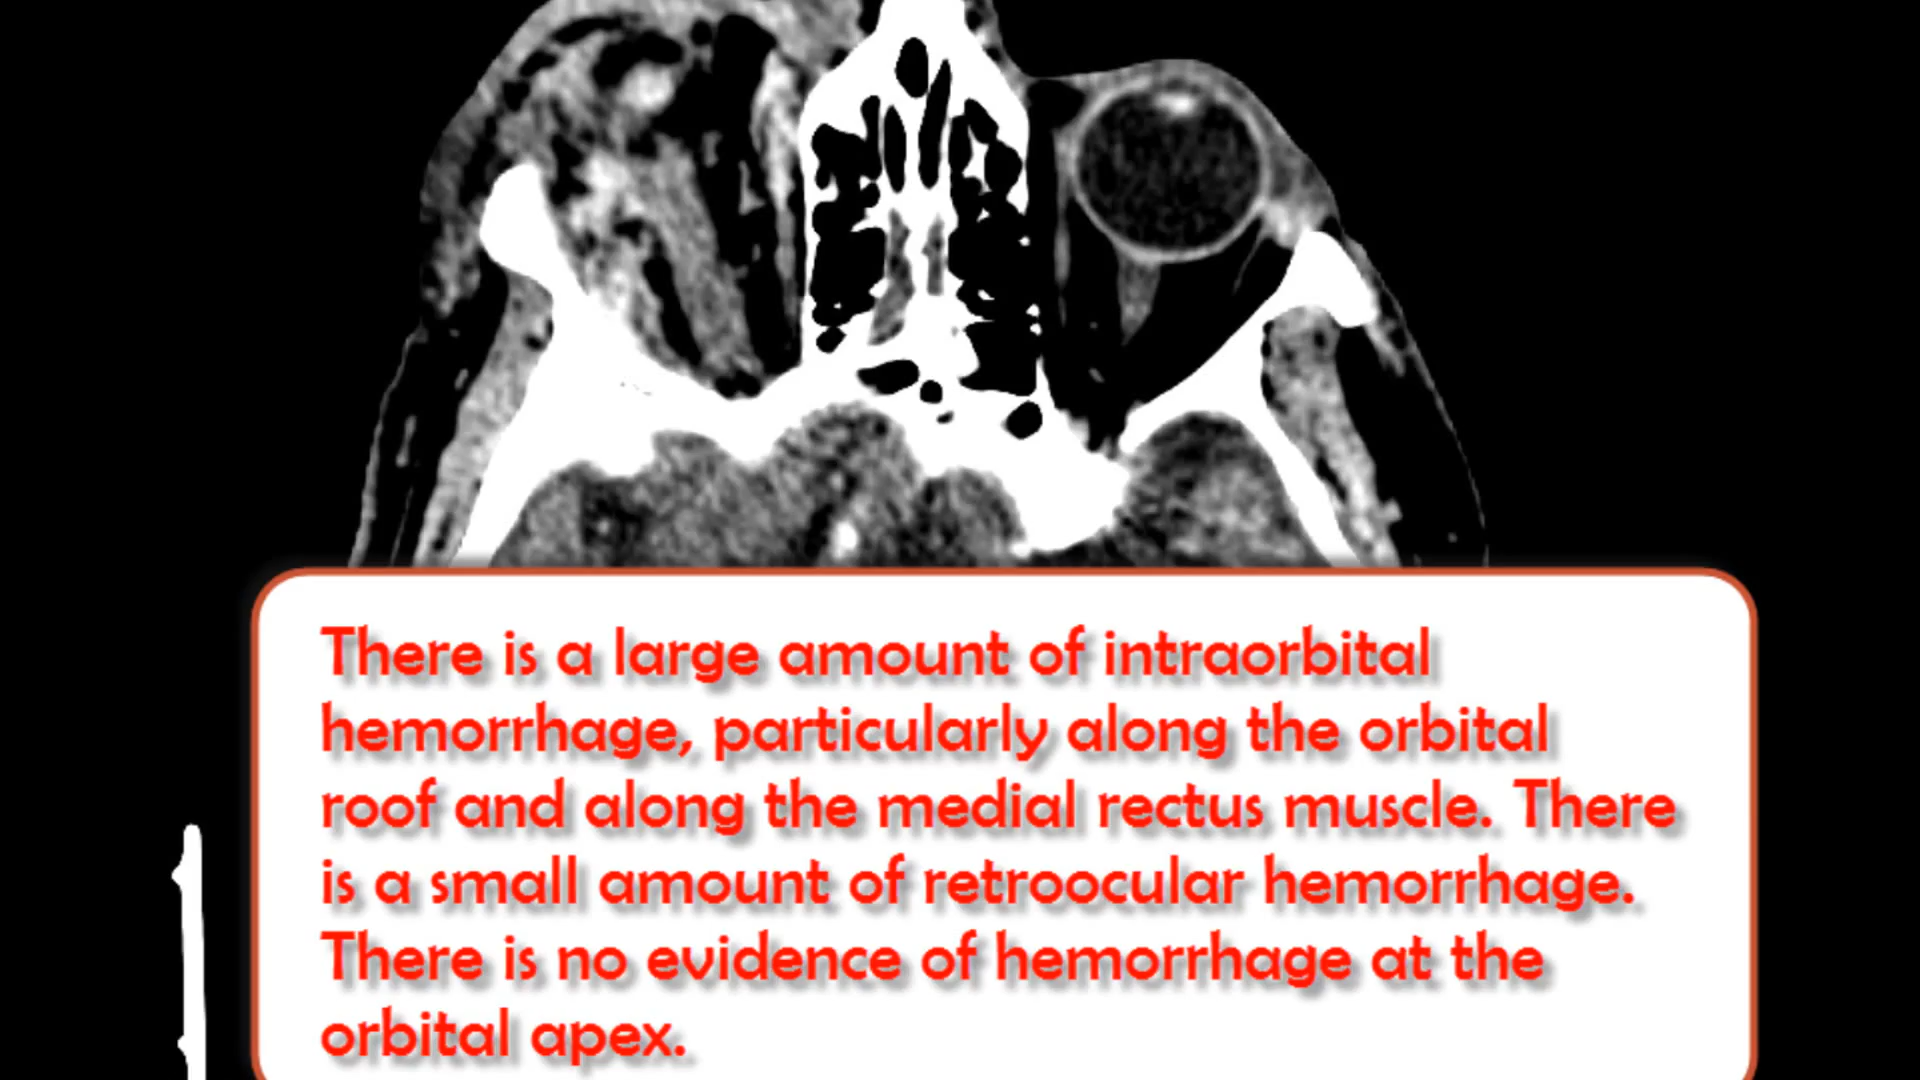 There is a large amount of intraorbital
hemorrhage, particularly along the orbital
roof and along the medial rectus muscle. There
is a small amount of retroocular hemorrhage.
There is no evidence of hemorrhage at the
orbital apex.